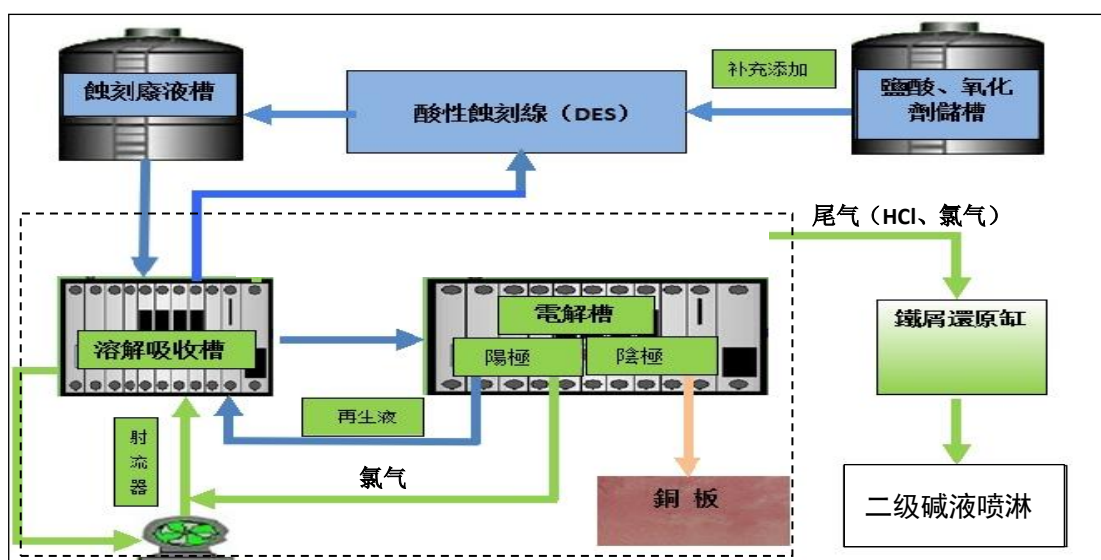 蝕刻廢液槽
酸性蝕刻線（DES）
补充添加
鹽酸、氧化
劑儲槽
尾气（HCl、氯气）
溶解吸收槽
電解槽
陽極
陰極
鐵屑還原缸
再生液
射
流
器
氯气
銅 板
二级碱液喷淋